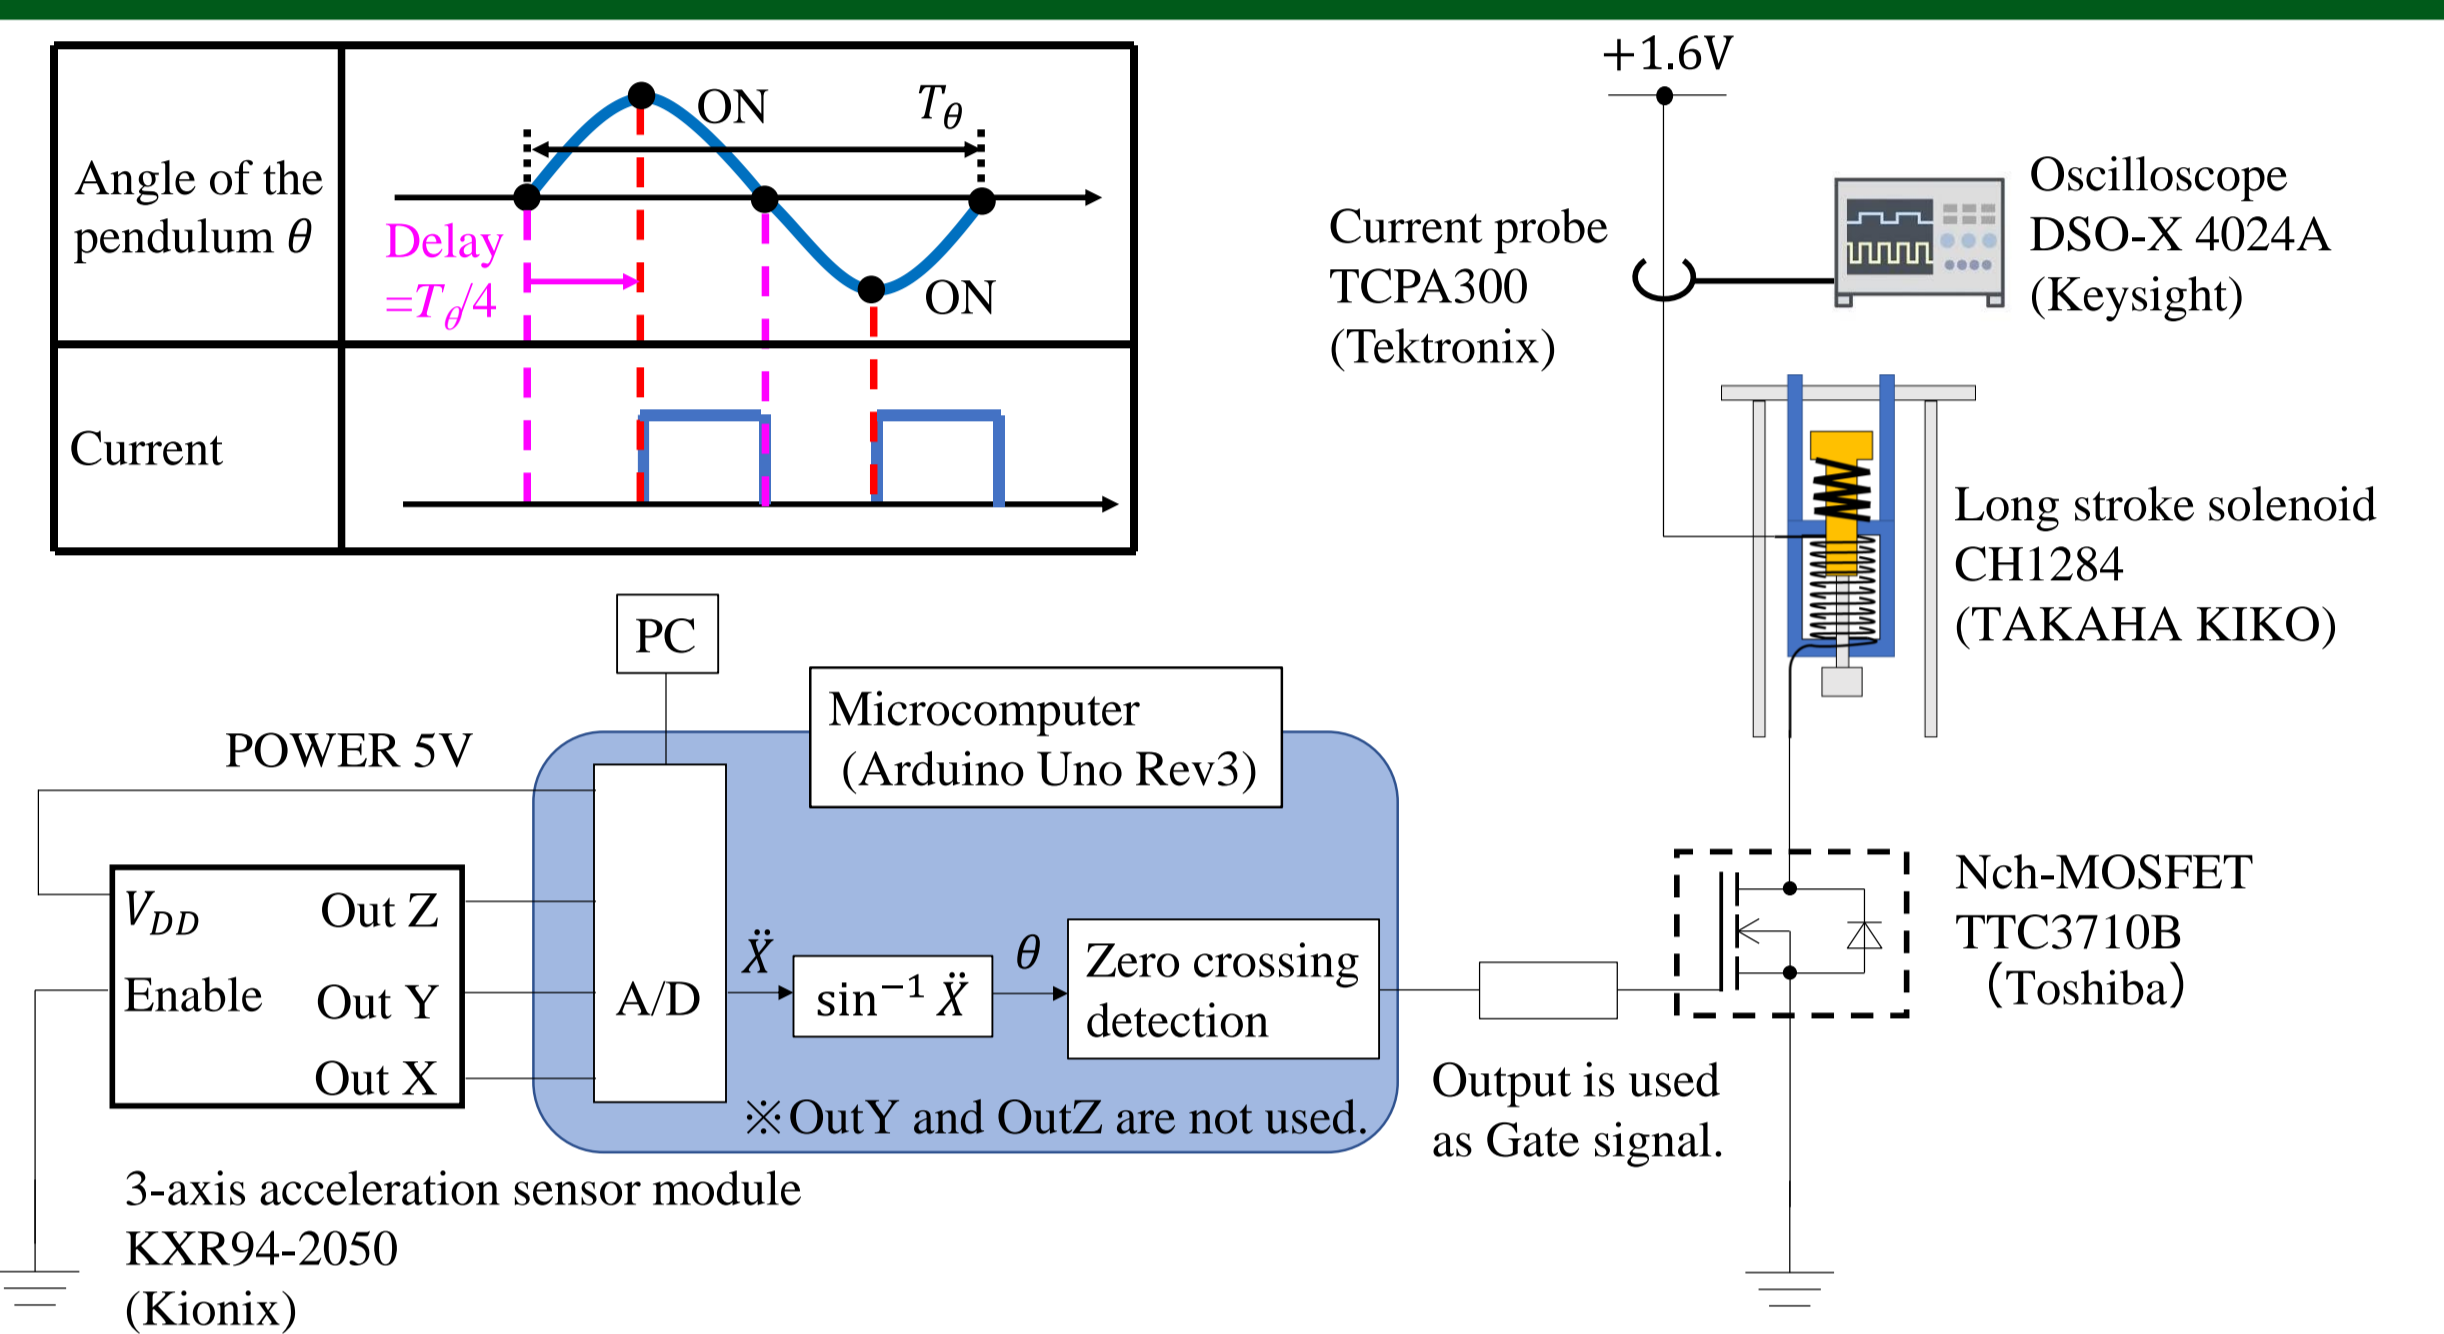 Angle of the
pendulum θ
ON
T_θ
Delay
=T_θ/4
ON
Current
+1.6V
Current probe
TCPA300
(Tektronix)
Oscilloscope
DSO-X 4024A
(Keysight)
Long stroke solenoid
CH1284
(TAKAHA KIKO)
PC
Microcomputer
(Arduino Uno Rev3)
POWER 5V
V_DD
Enable
Out Z
Out Y
Out X
A/D
Ẍ
sin⁻¹ Ẍ
θ
Zero crossing
detection
※OutY and OutZ are not used.
Output is used
as Gate signal.
Nch-MOSFET
TTC3710B
（Toshiba）
3-axis acceleration sensor module
KXR94-2050
(Kionix)